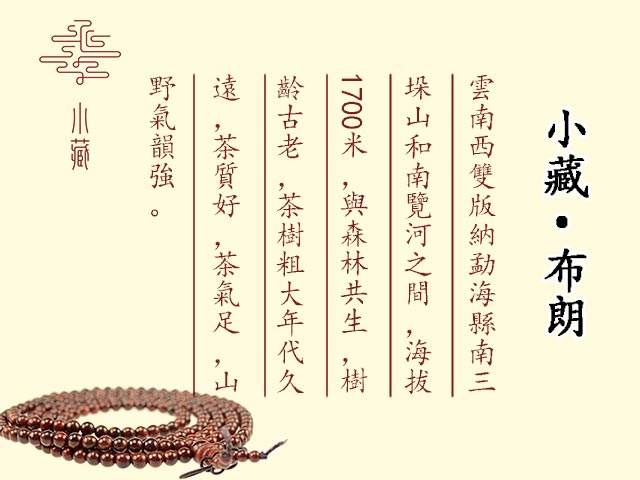 小藏·布朗
雲南西雙版納勐海縣南三
垛山和南覽河之間，海拔
1700米，與森林共生，樹
齡古老，茶樹粗大年代久
遠，茶質好，茶氣足，山
野氣韻強。
小藏